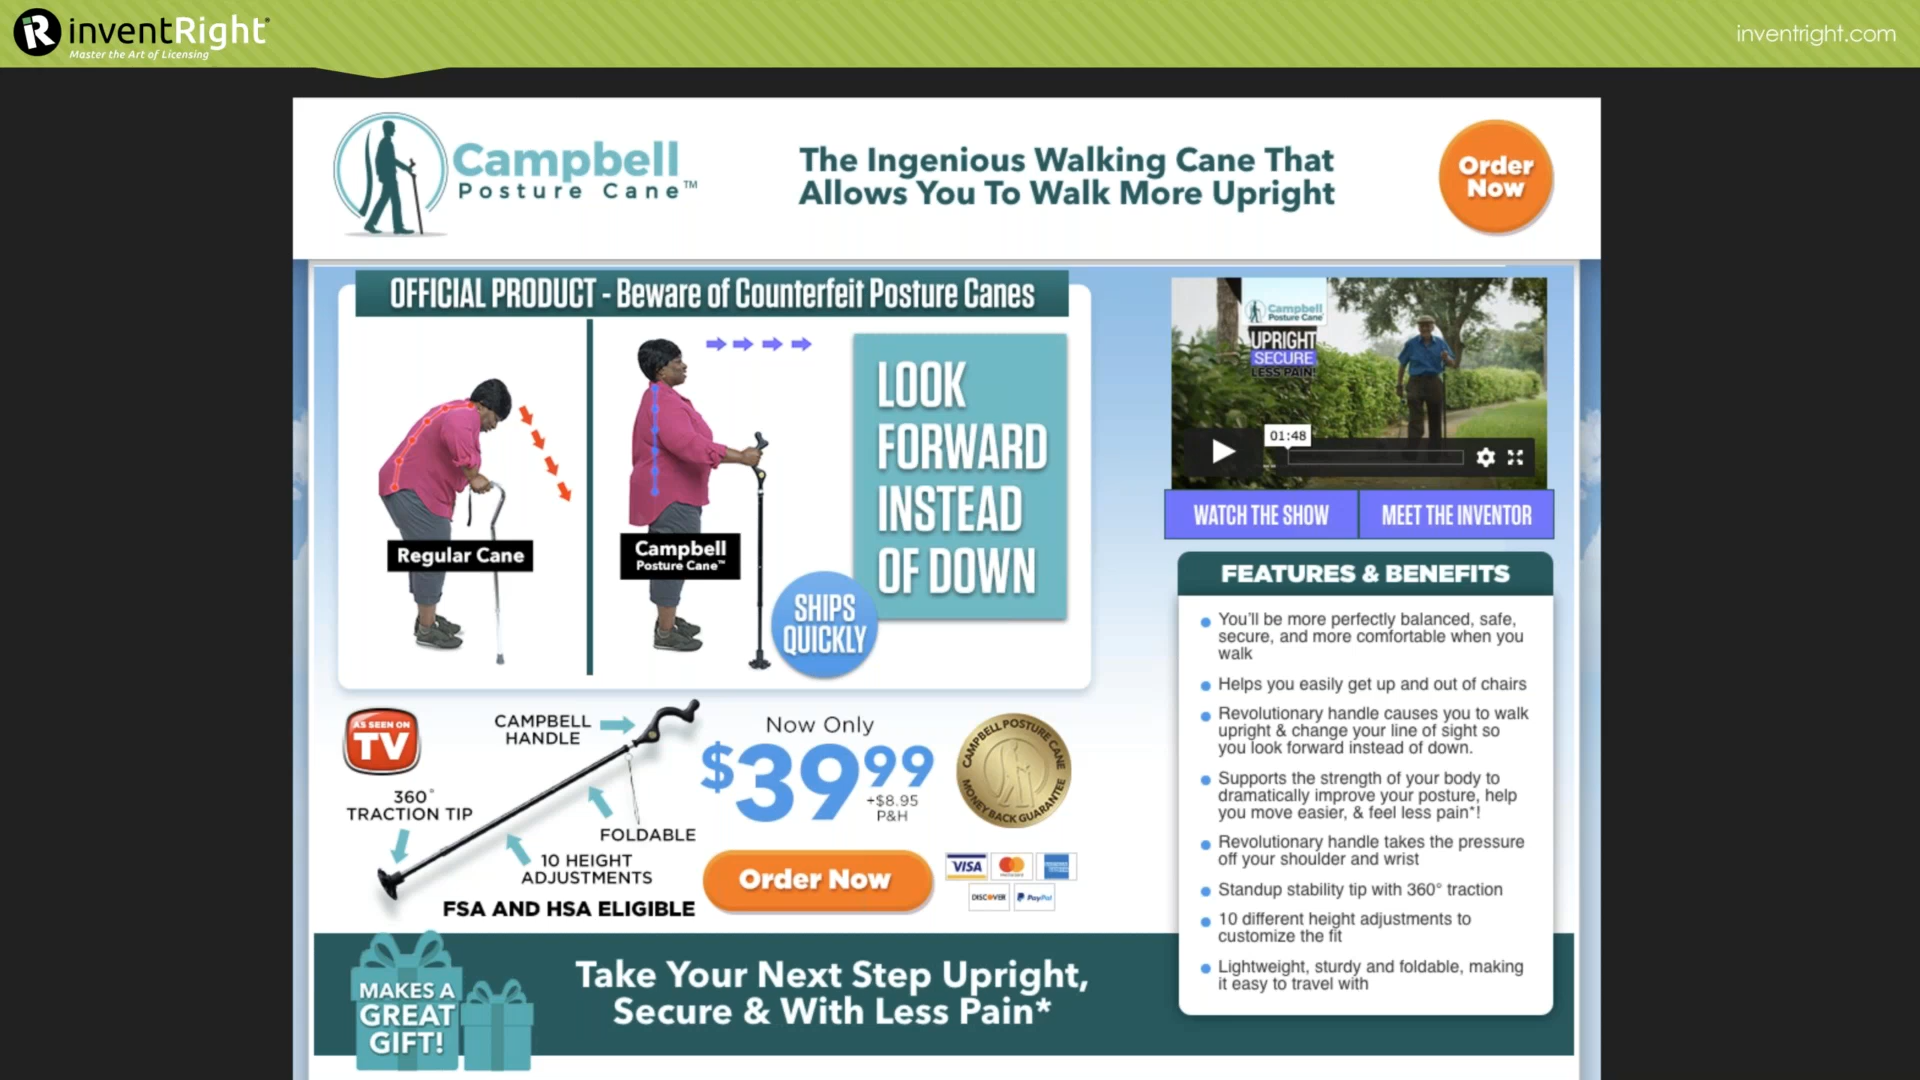 inventRight
Master the Art of Licensing
inventright.com
Campbell
Posture Cane™
The Ingenious Walking Cane That
Allows You To Walk More Upright
Order
Now
OFFICIAL PRODUCT - Beware of Counterfeit Posture Canes
Regular Cane
Campbell
Posture Cane™
LOOK
FORWARD
INSTEAD
OF DOWN
SHIPS
QUICKLY
Campbell
Posture Cane
UPRIGHT
SECURE
LESS PAIN!
01:48
WATCH THE SHOW
MEET THE INVENTOR
FEATURES & BENEFITS
You'll be more perfectly balanced, safe,
secure, and more comfortable when you
walk
Helps you easily get up and out of chairs
Revolutionary handle causes you to walk
upright & change your line of sight so
you look forward instead of down.
Supports the strength of your body to
dramatically improve your posture, help
you move easier, & feel less pain*!
Revolutionary handle takes the pressure
off your shoulder and wrist
Standup stability tip with 360° traction
10 different height adjustments to
customize the fit
Lightweight, sturdy and foldable, making
it easy to travel with
AS SEEN ON
TV
CAMPBELL
HANDLE
360°
TRACTION TIP
FOLDABLE
10 HEIGHT
ADJUSTMENTS
FSA AND HSA ELIGIBLE
Now Only
$39⁹⁹
+$8.95
P&H
Order Now
CAMPBELL POSTURE CANE
MONEY BACK GUARANTEE
VISA
DISCOVER
PayPal
MAKES A
GREAT
GIFT!
Take Your Next Step Upright,
Secure & With Less Pain*